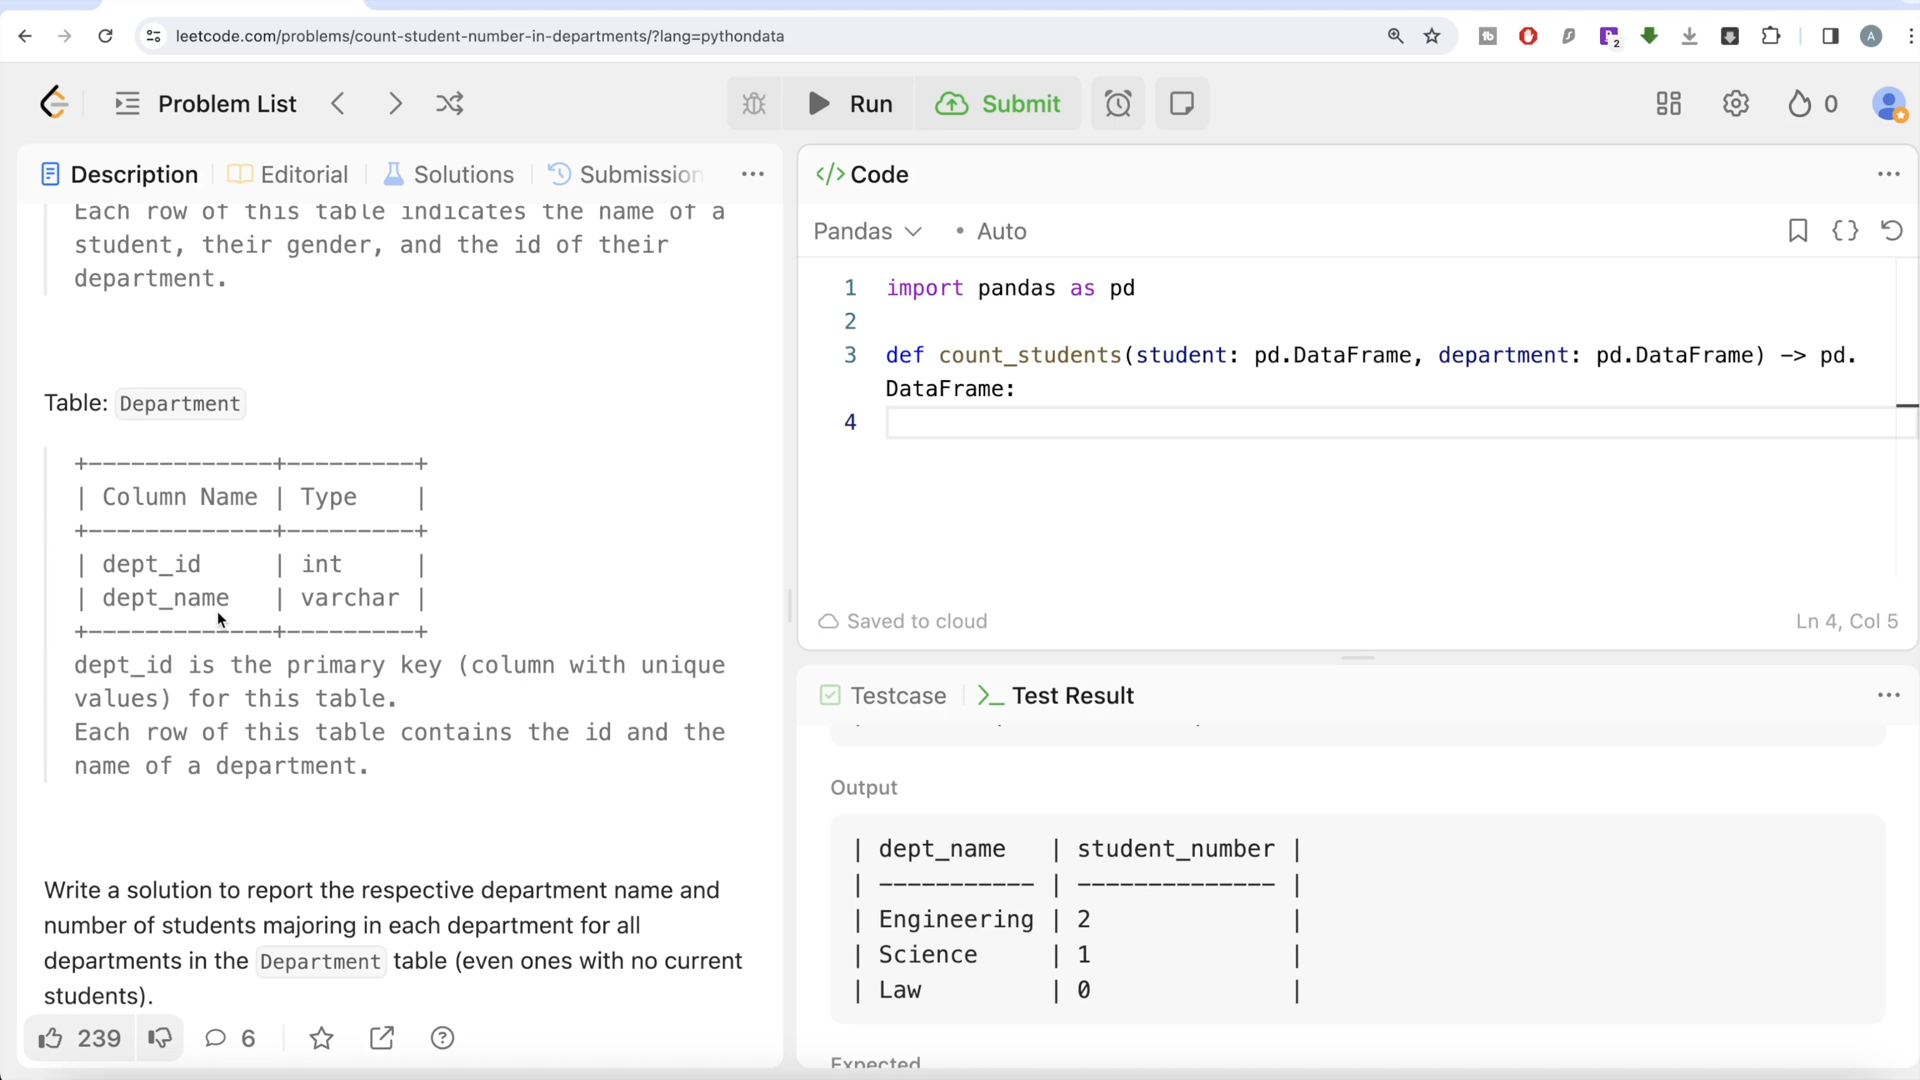 leetcode.com/problems/count-student-number-in-departments/?lang=pythondata
2
A
Problem List
Run
Submit
0
Description
Editorial
Solutions
Submission
Each row of this table indicates the name of a
student, their gender, and the id of their
department.
Table: Department
+-------------+---------+
| Column Name | Type    |
+-------------+---------+
| dept_id     | int     |
| dept_name   | varchar |
+-------------+---------+
dept_id is the primary key (column with unique
values) for this table.
Each row of this table contains the id and the
name of a department.
Write a solution to report the respective department name and
number of students majoring in each department for all
departments in the Department table (even ones with no current
students).
239
6
</> Code
Pandas
• Auto
1 import pandas as pd
2
3 def count_students(student: pd.DataFrame, department: pd.DataFrame) -> pd.
DataFrame:
4
Saved to cloud
Ln 4, Col 5
Testcase
>_ Test Result
Output
| dept_name   | student_number |
| ----------- | -------------- |
| Engineering | 2              |
| Science     | 1              |
| Law         | 0              |
Expected